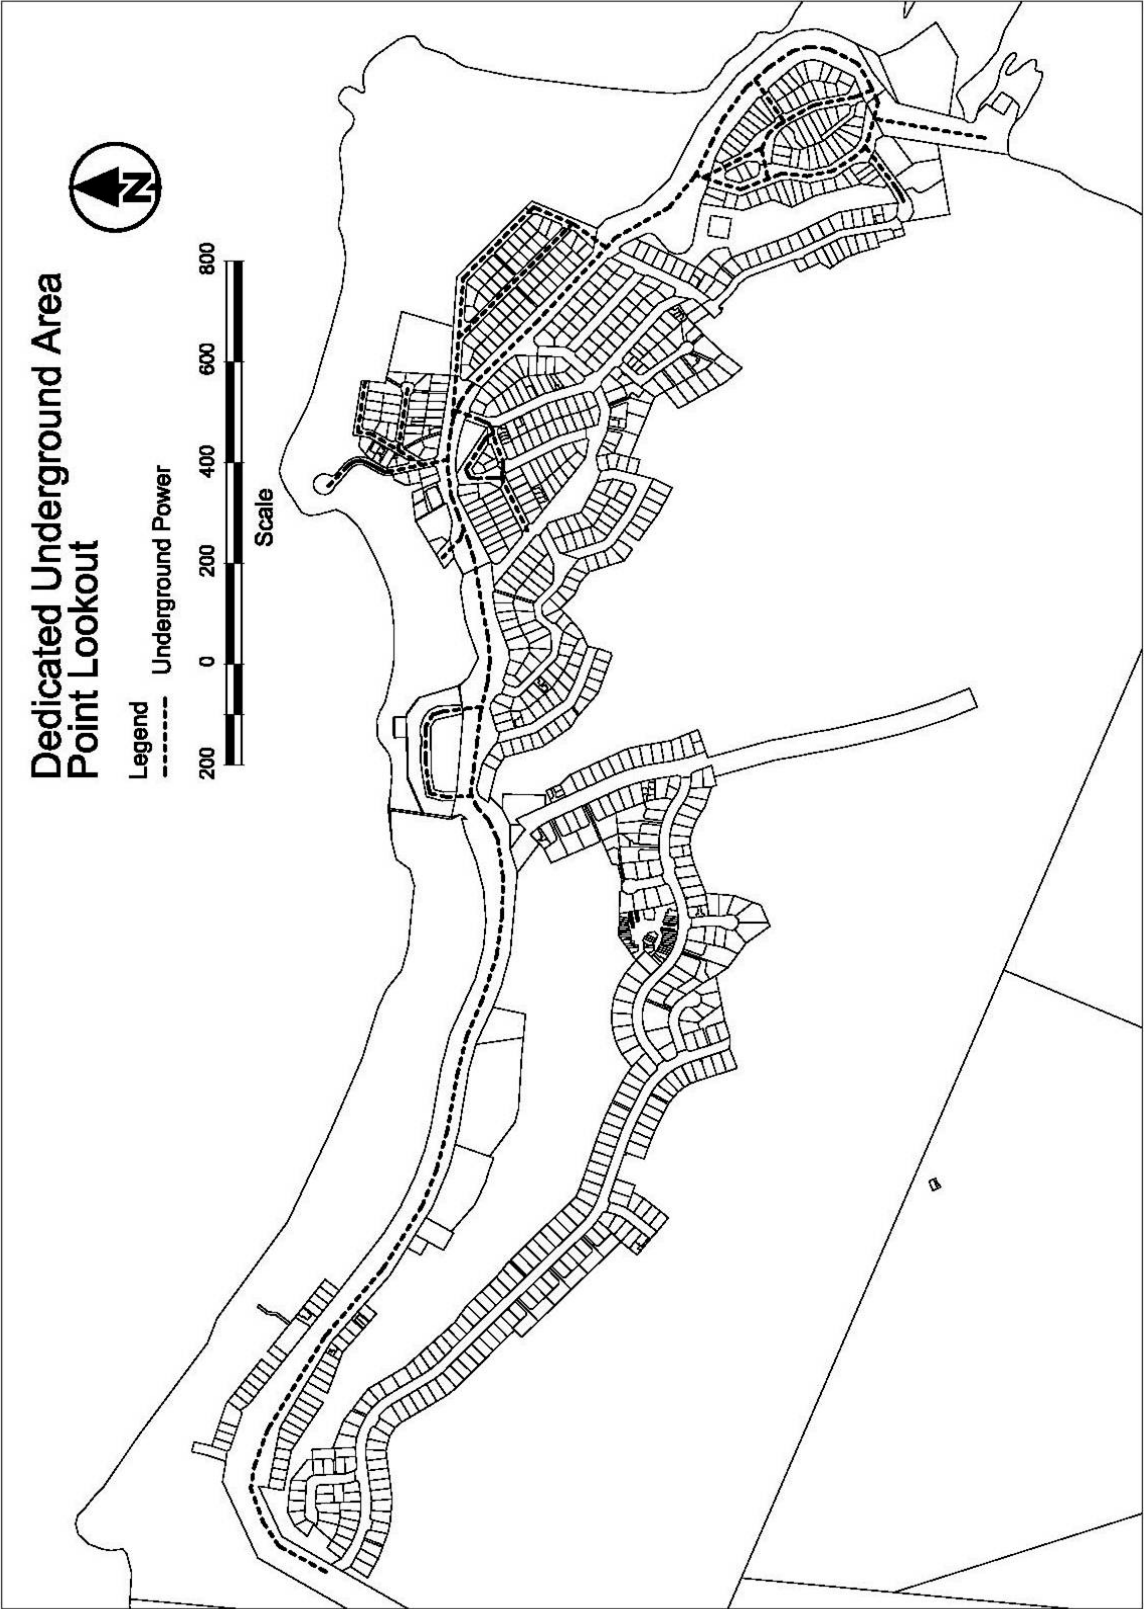 Dedicated Underground Area
Point Lookout
Legend
Underground Power
200 0 200 400 600 800
Scale
N